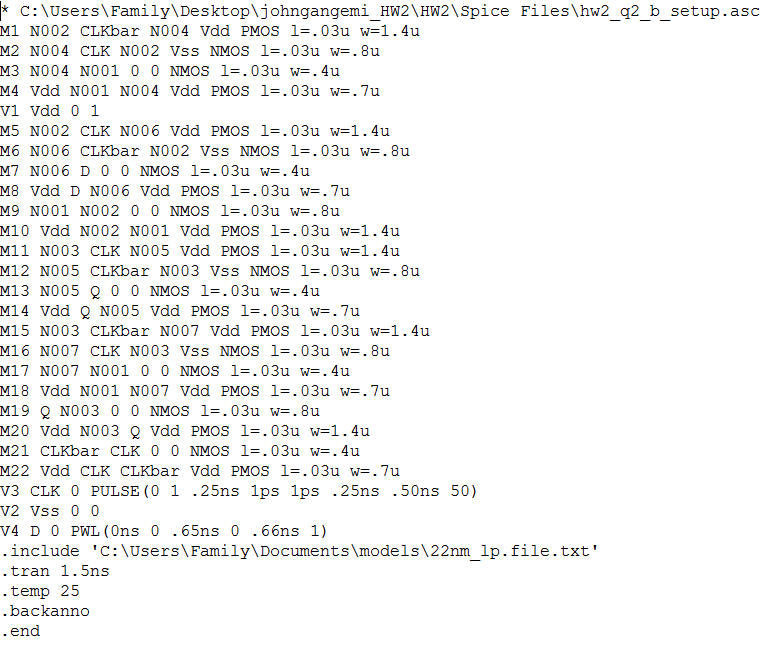 * C:\Users\Family\Desktop\johngangemi_HW2\HW2\Spice Files\hw2_q2_b_setup.asc
M1 N002 CLKbar N004 Vdd PMOS l=.03u w=1.4u
M2 N004 CLK N002 Vss NMOS l=.03u w=.8u
M3 N004 N001 0 0 NMOS l=.03u w=.4u
M4 Vdd N001 N004 Vdd PMOS l=.03u w=.7u
V1 Vdd 0 1
M5 N002 CLK N006 Vdd PMOS l=.03u w=1.4u
M6 N006 CLKbar N002 Vss NMOS l=.03u w=.8u
M7 N006 D 0 0 NMOS l=.03u w=.4u
M8 Vdd D N006 Vdd PMOS l=.03u w=.7u
M9 N001 N002 0 0 NMOS l=.03u w=.8u
M10 Vdd N002 N001 Vdd PMOS l=.03u w=1.4u
M11 N003 CLK N005 Vdd PMOS l=.03u w=1.4u
M12 N005 CLKbar N003 Vss NMOS l=.03u w=.8u
M13 N005 Q 0 0 NMOS l=.03u w=.4u
M14 Vdd Q N005 Vdd PMOS l=.03u w=.7u
M15 N003 CLKbar N007 Vdd PMOS l=.03u w=1.4u
M16 N007 CLK N003 Vss NMOS l=.03u w=.8u
M17 N007 N001 0 0 NMOS l=.03u w=.4u
M18 Vdd N001 N007 Vdd PMOS l=.03u w=.7u
M19 Q N003 0 0 NMOS l=.03u w=.8u
M20 Vdd N003 Q Vdd PMOS l=.03u w=1.4u
M21 CLKbar CLK 0 0 NMOS l=.03u w=.4u
M22 Vdd CLK CLKbar Vdd PMOS l=.03u w=.7u
V3 CLK 0 PULSE(0 1 .25ns 1ps 1ps .25ns .50ns 50)
V2 Vss 0 0
V4 D 0 PWL(0ns 0 .65ns 0 .66ns 1)
.include 'C:\Users\Family\Documents\models\22nm_lp.file.txt'
.tran 1.5ns
.temp 25
.backanno
.end